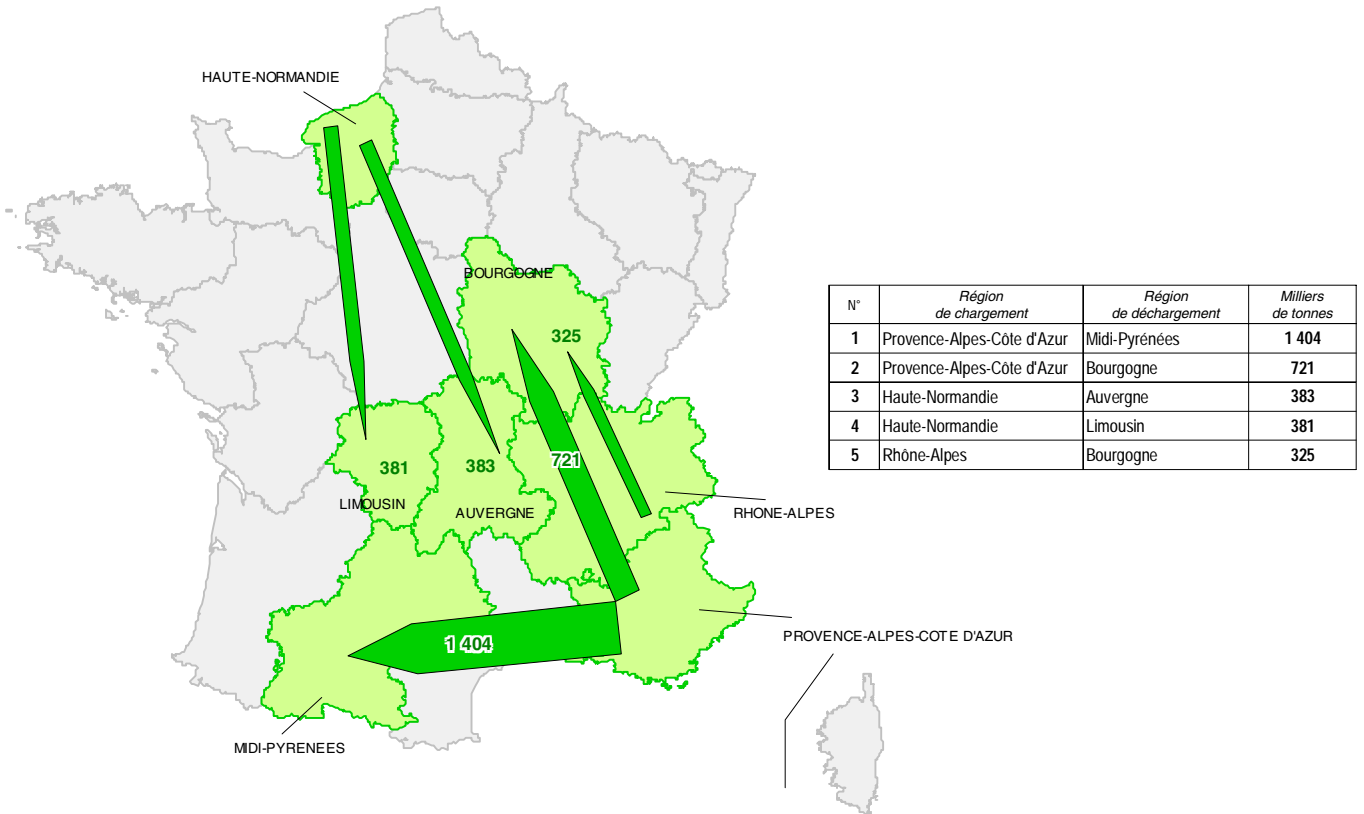 HAUTE-NORMANDIE
BOURGOGNE
325
381
383
721
LIMOUSIN
AUVERGNE
RHONE-ALPES
1 404
PROVENCE-ALPES-COTE D'AZUR
MIDI-PYRENEES
N° Région de chargement Région de déchargement Milliers de tonnes
1 Provence-Alpes-Côte d'Azur Midi-Pyrénées 1 404
2 Provence-Alpes-Côte d'Azur Bourgogne 721
3 Haute-Normandie Auvergne 383
4 Haute-Normandie Limousin 381
5 Rhône-Alpes Bourgogne 325